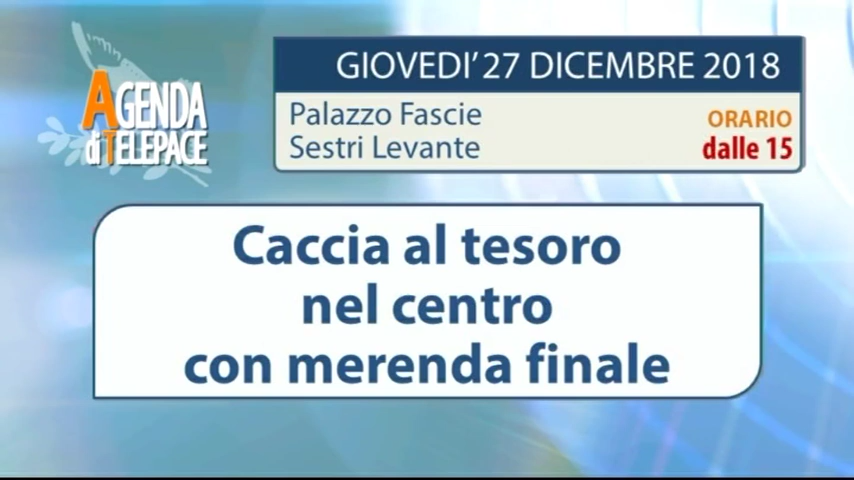 AGENDA
di TELEPACE
GIOVEDI' 27 DICEMBRE 2018
Palazzo Fascie
Sestri Levante
ORARIO
dalle 15
Caccia al tesoro
nel centro
con merenda finale